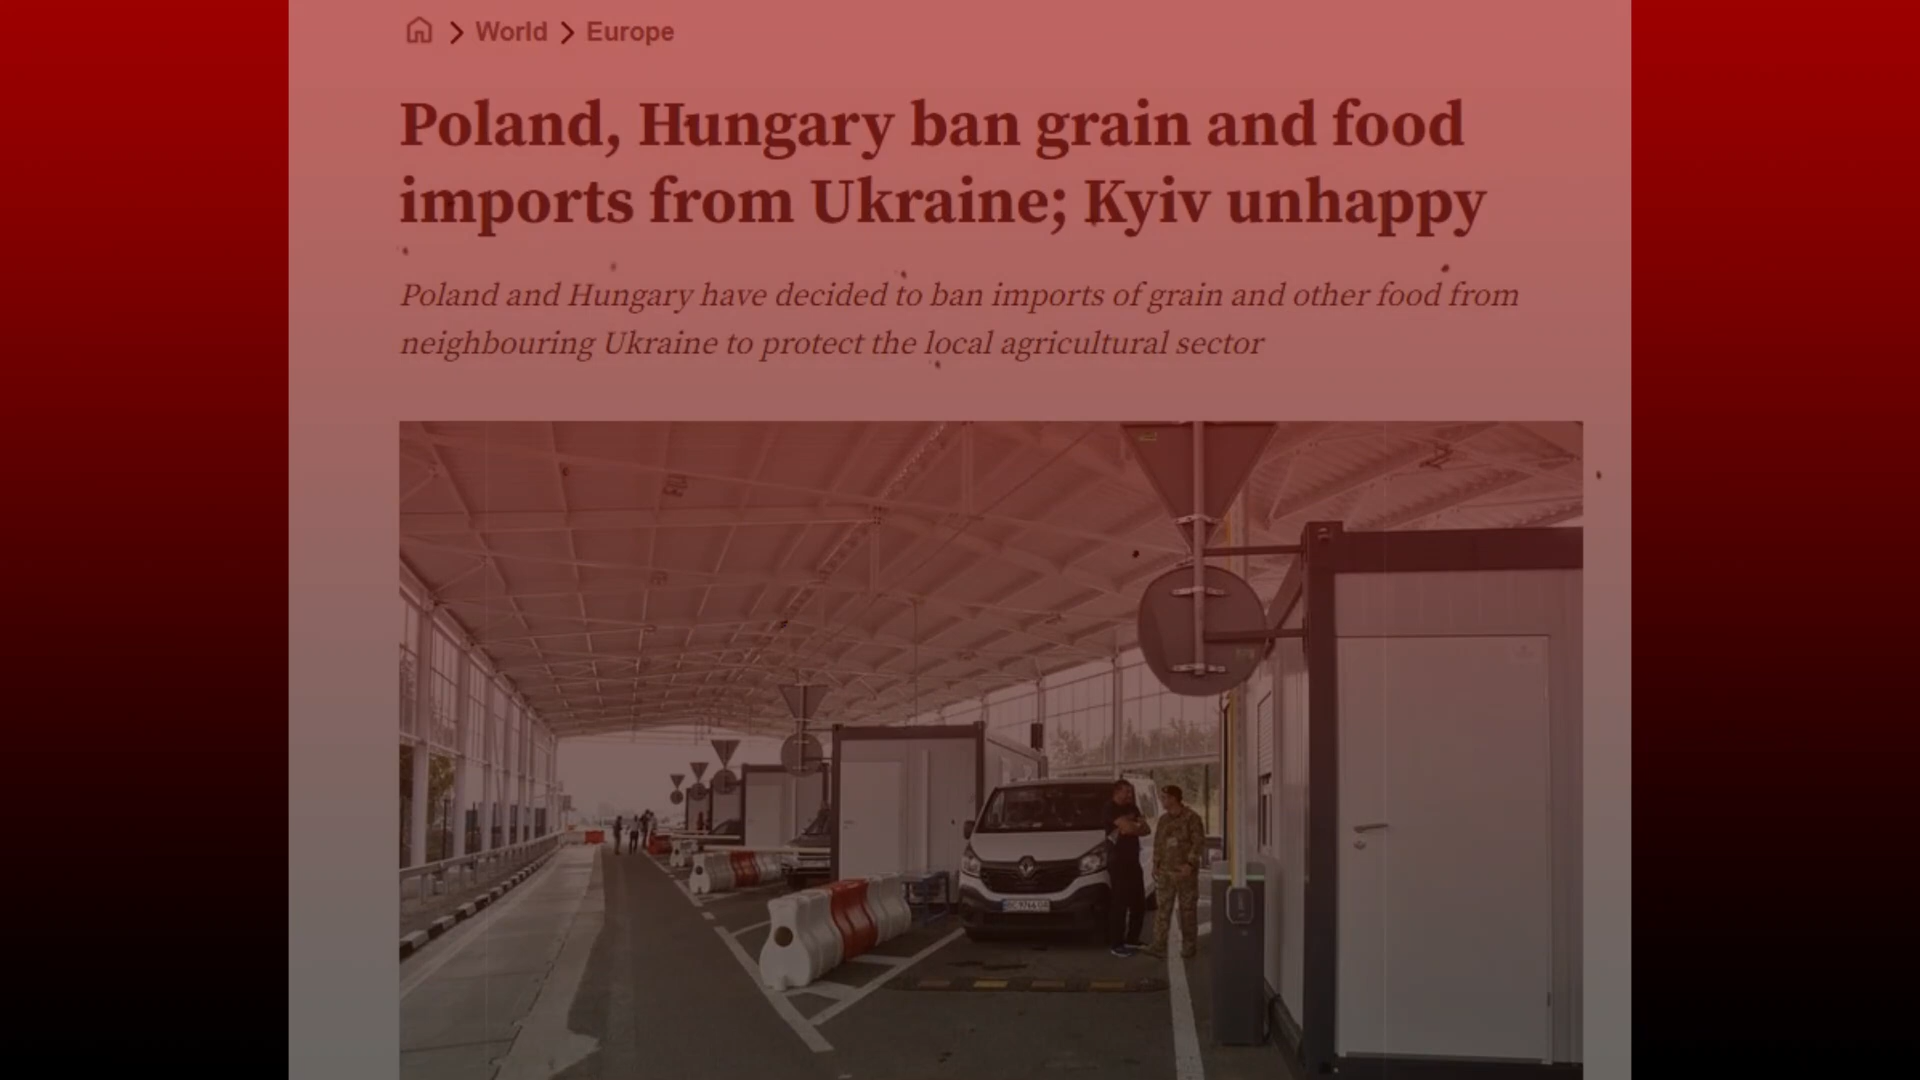 World > Europe
Poland, Hungary ban grain and food
imports from Ukraine; Kyiv unhappy
Poland and Hungary have decided to ban imports of grain and other food from
neighbouring Ukraine to protect the local agricultural sector